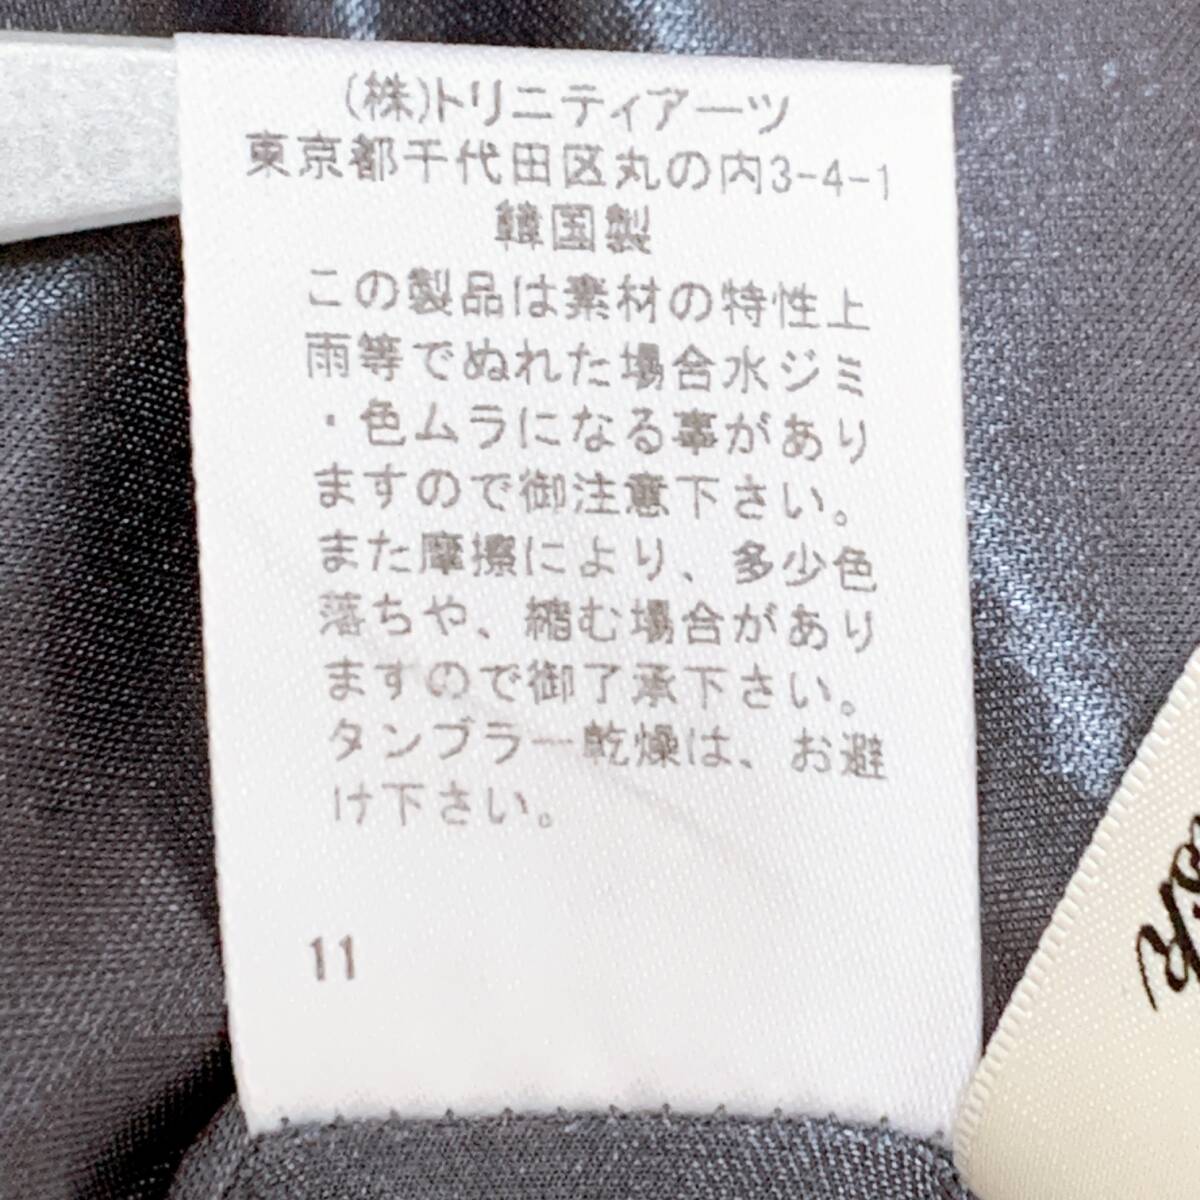 (株)トリニティアーツ
東京都千代田区丸の内3-4-1
韓国製
この製品は素材の特性上
雨等でぬれた場合水ジミ
・色ムラになる事があり
ますので御注意下さい。
また摩擦により、多少色
落ちや、縮む場合があり
ますので御了承下さい。
タンブラー乾燥は、お避
け下さい。
11